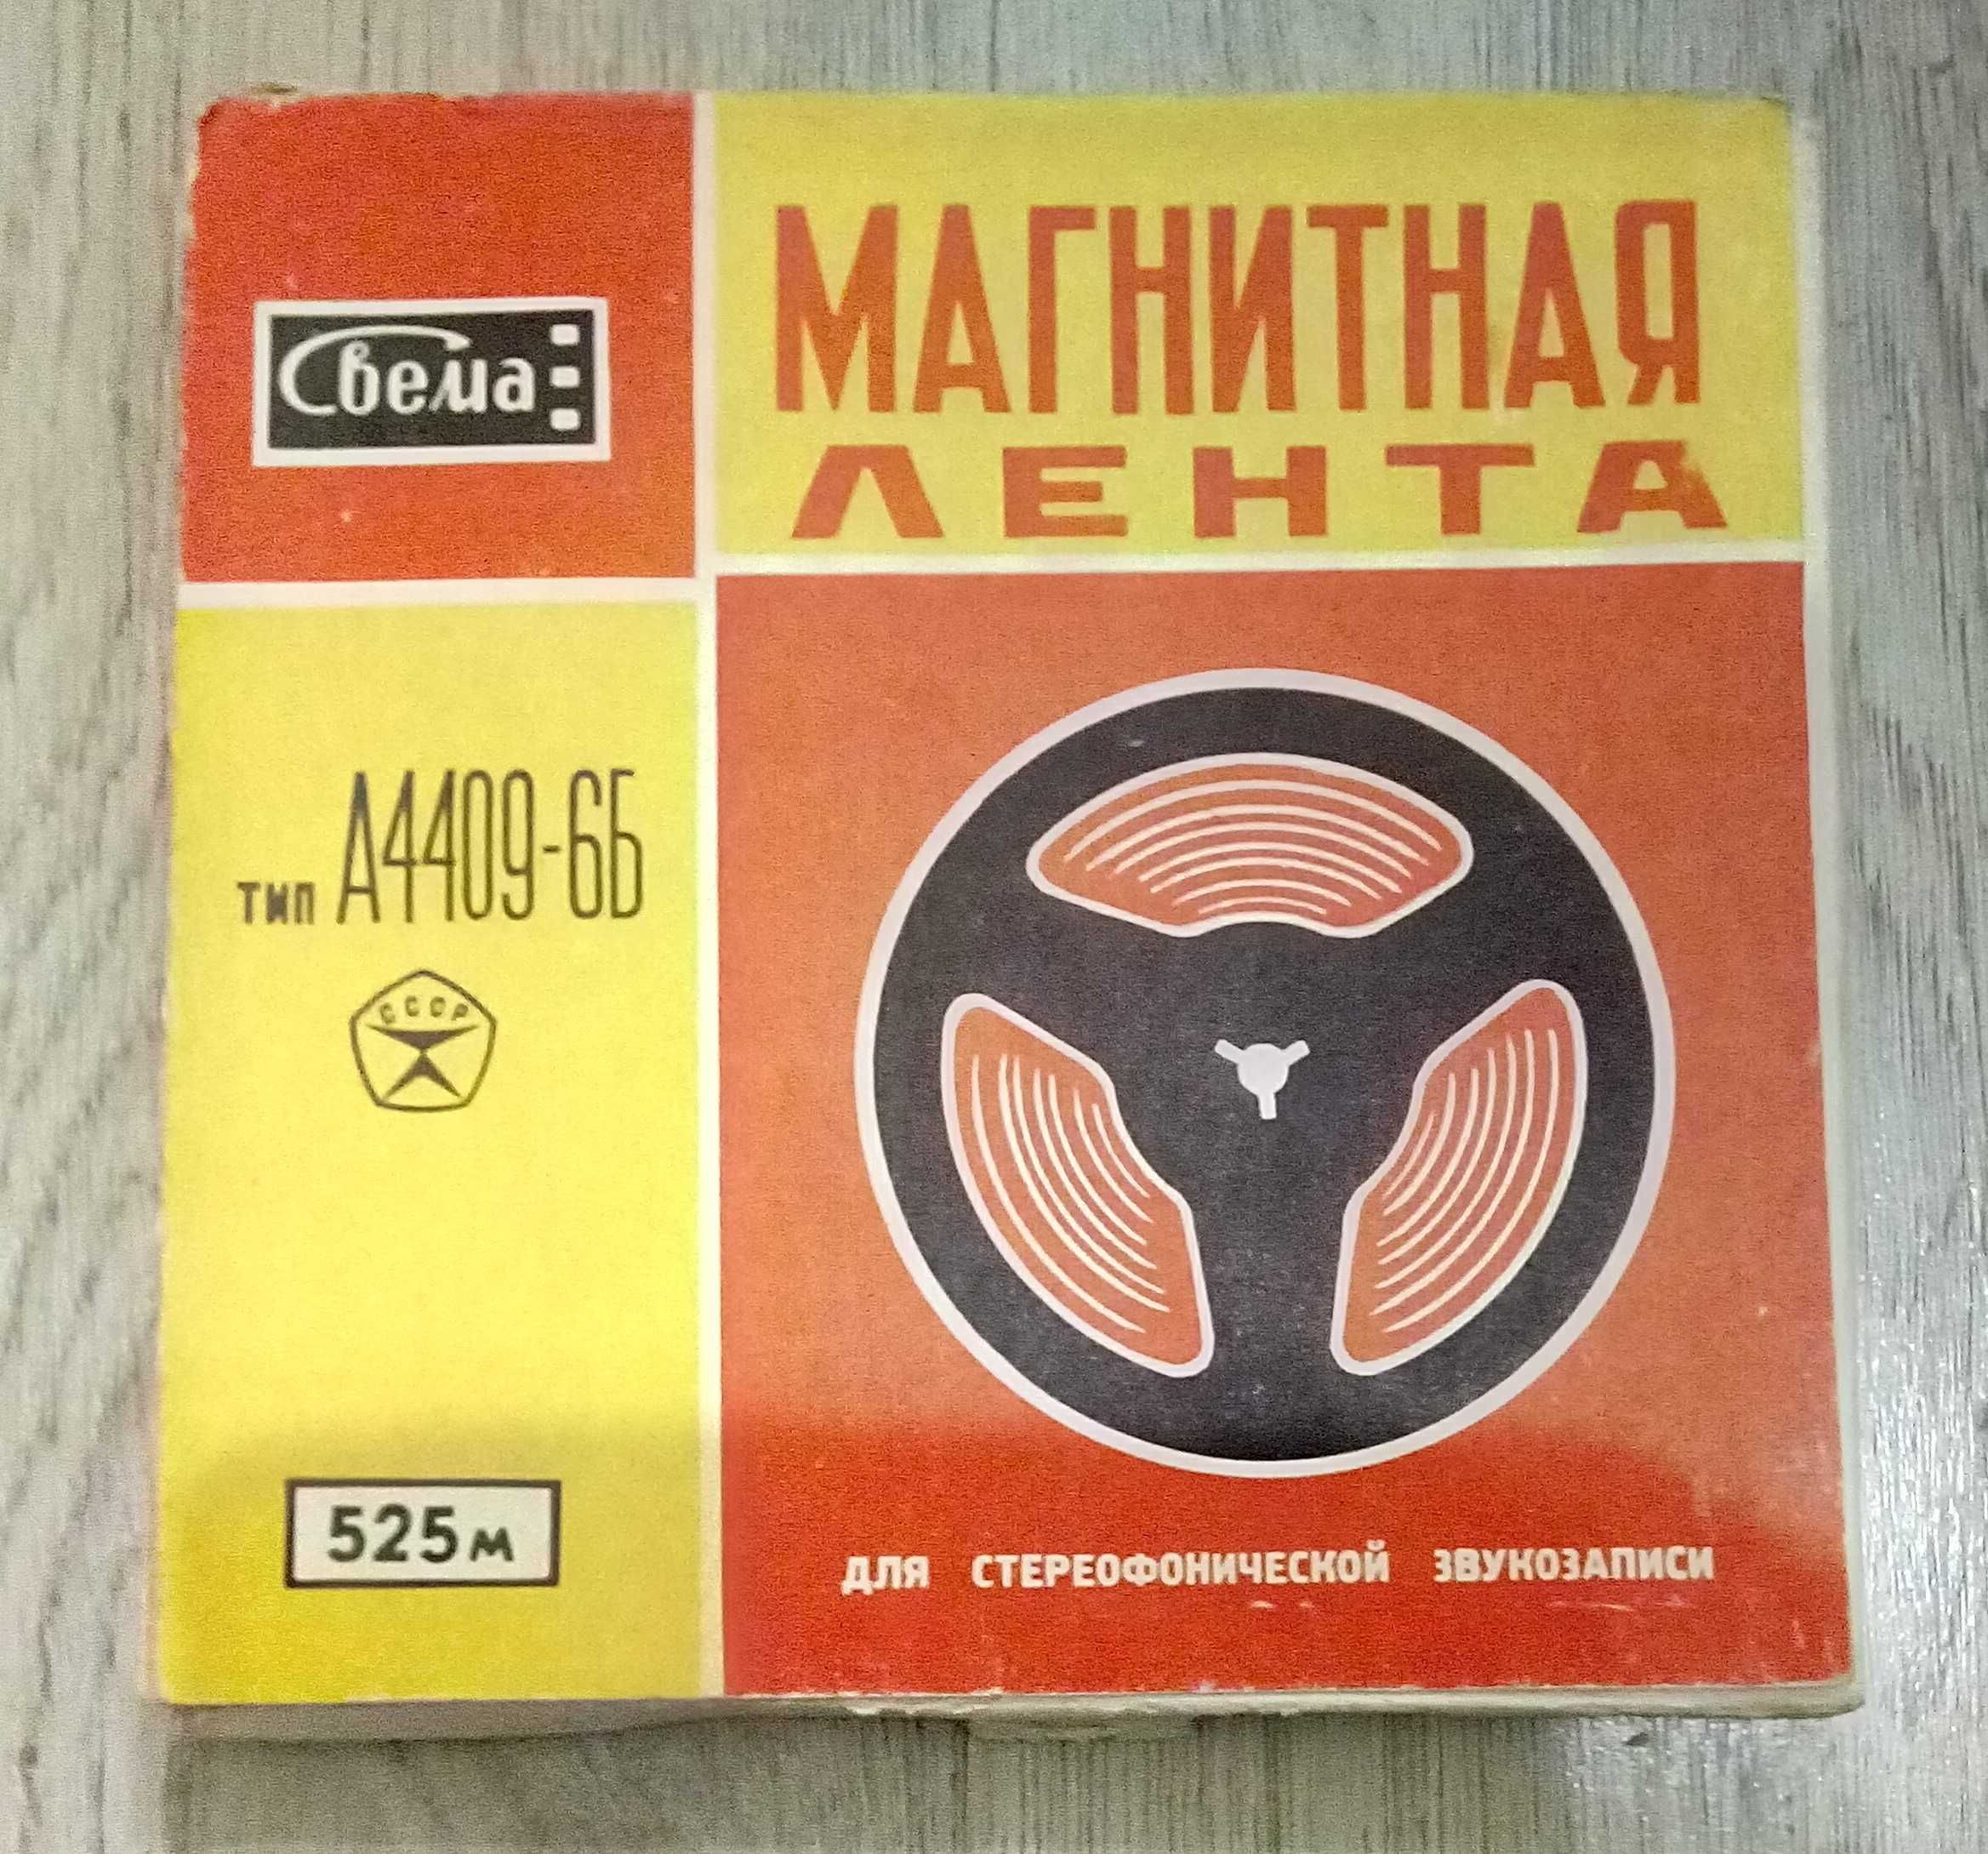 Свема
МАГНИТНАЯ
ЛЕНТА
тип А4409-6Б
СССР
525м
ДЛЯ СТЕРЕОФОНИЧЕСКОЙ ЗВУКОЗАПИСИ